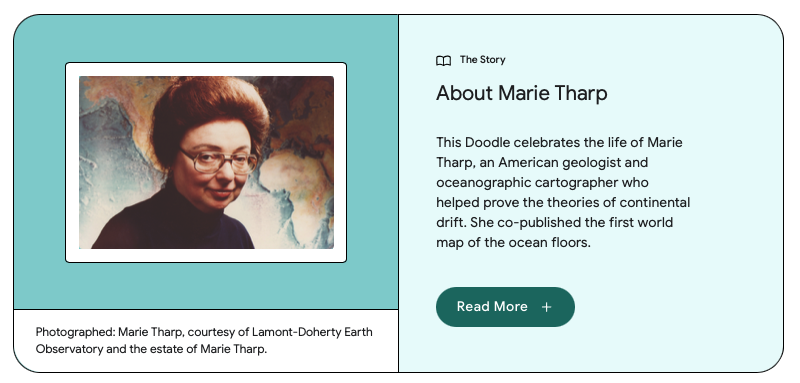 Photographed: Marie Tharp, courtesy of Lamont-Doherty Earth
Observatory and the estate of Marie Tharp.
The Story
About Marie Tharp
This Doodle celebrates the life of Marie
Tharp, an American geologist and
oceanographic cartographer who
helped prove the theories of continental
drift. She co-published the first world
map of the ocean floors.
Read More +